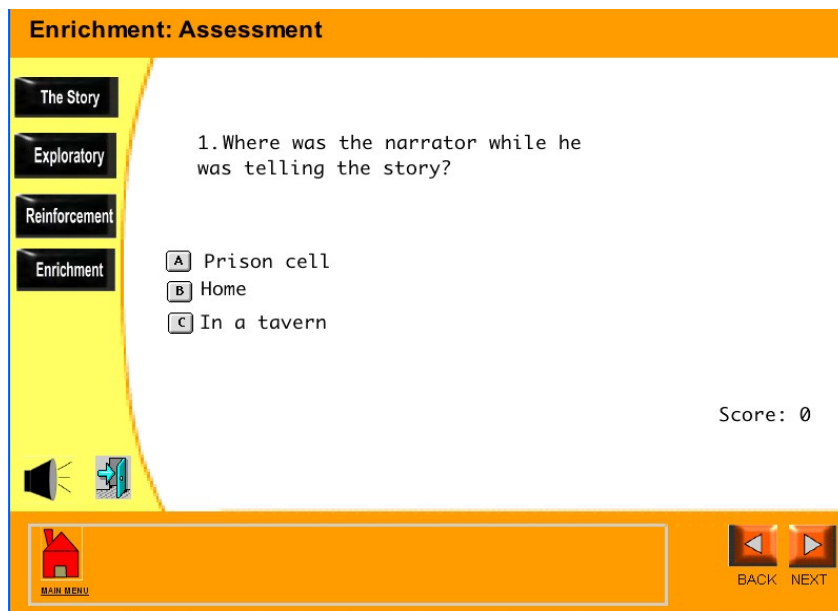 Enrichment: Assessment
The Story
Exploratory
Reinforcement
Enrichment
1.Where was the narrator while he
was telling the story?
A Prison cell
B Home
C In a tavern
Score: 0
MAIN MENU
BACK NEXT